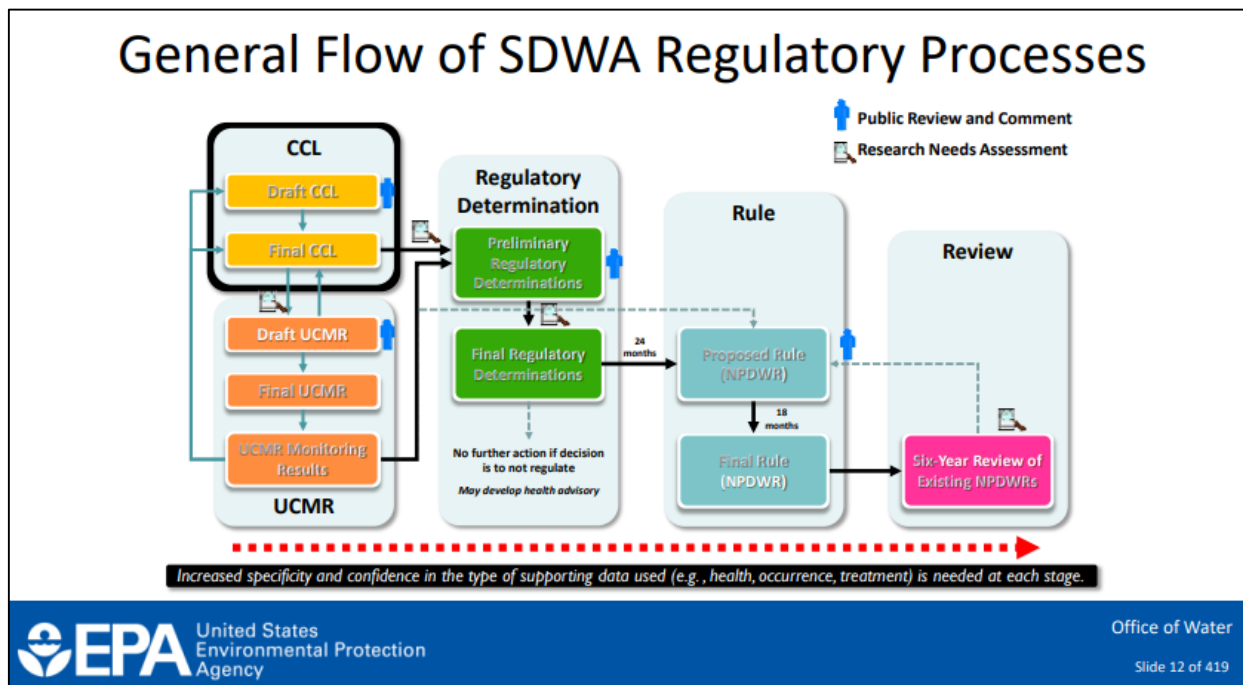 General Flow of SDWA Regulatory Processes
Public Review and Comment
Research Needs Assessment
CCL
Draft CCL
Final CCL
Draft UCMR
Final UCMR
UCMR Monitoring
Results
UCMR
Regulatory
Determination
Preliminary
Regulatory
Determinations
Final Regulatory
Determinations
No further action if decision
is to not regulate
May develop health advisory
24
months
Rule
Proposed Rule
(NPDWR)
18
months
Final Rule
(NPDWR)
Review
Six-Year Review of
Existing NPDWRs
Increased specificity and confidence in the type of supporting data used (e.g., health, occurrence, treatment) is needed at each stage.
EPA
United States
Environmental Protection
Agency
Office of Water
Slide 12 of 419